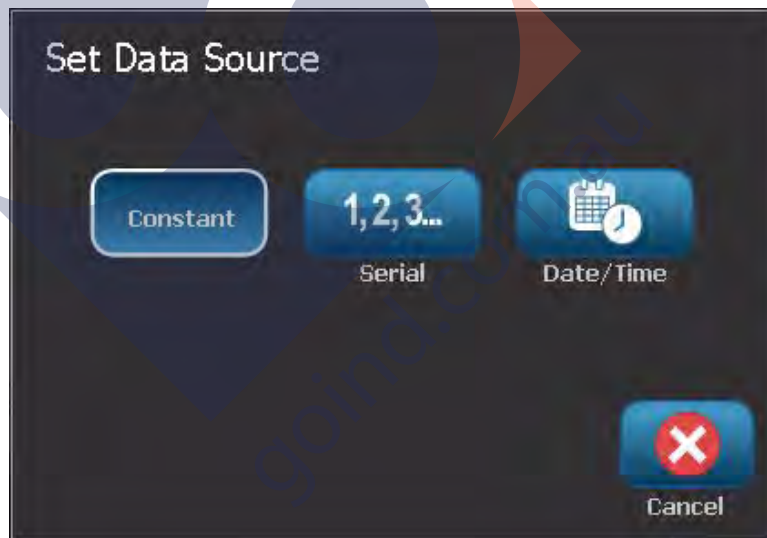 Set Data Source
Constant
1, 2, 3...
Serial
Date/Time
Cancel